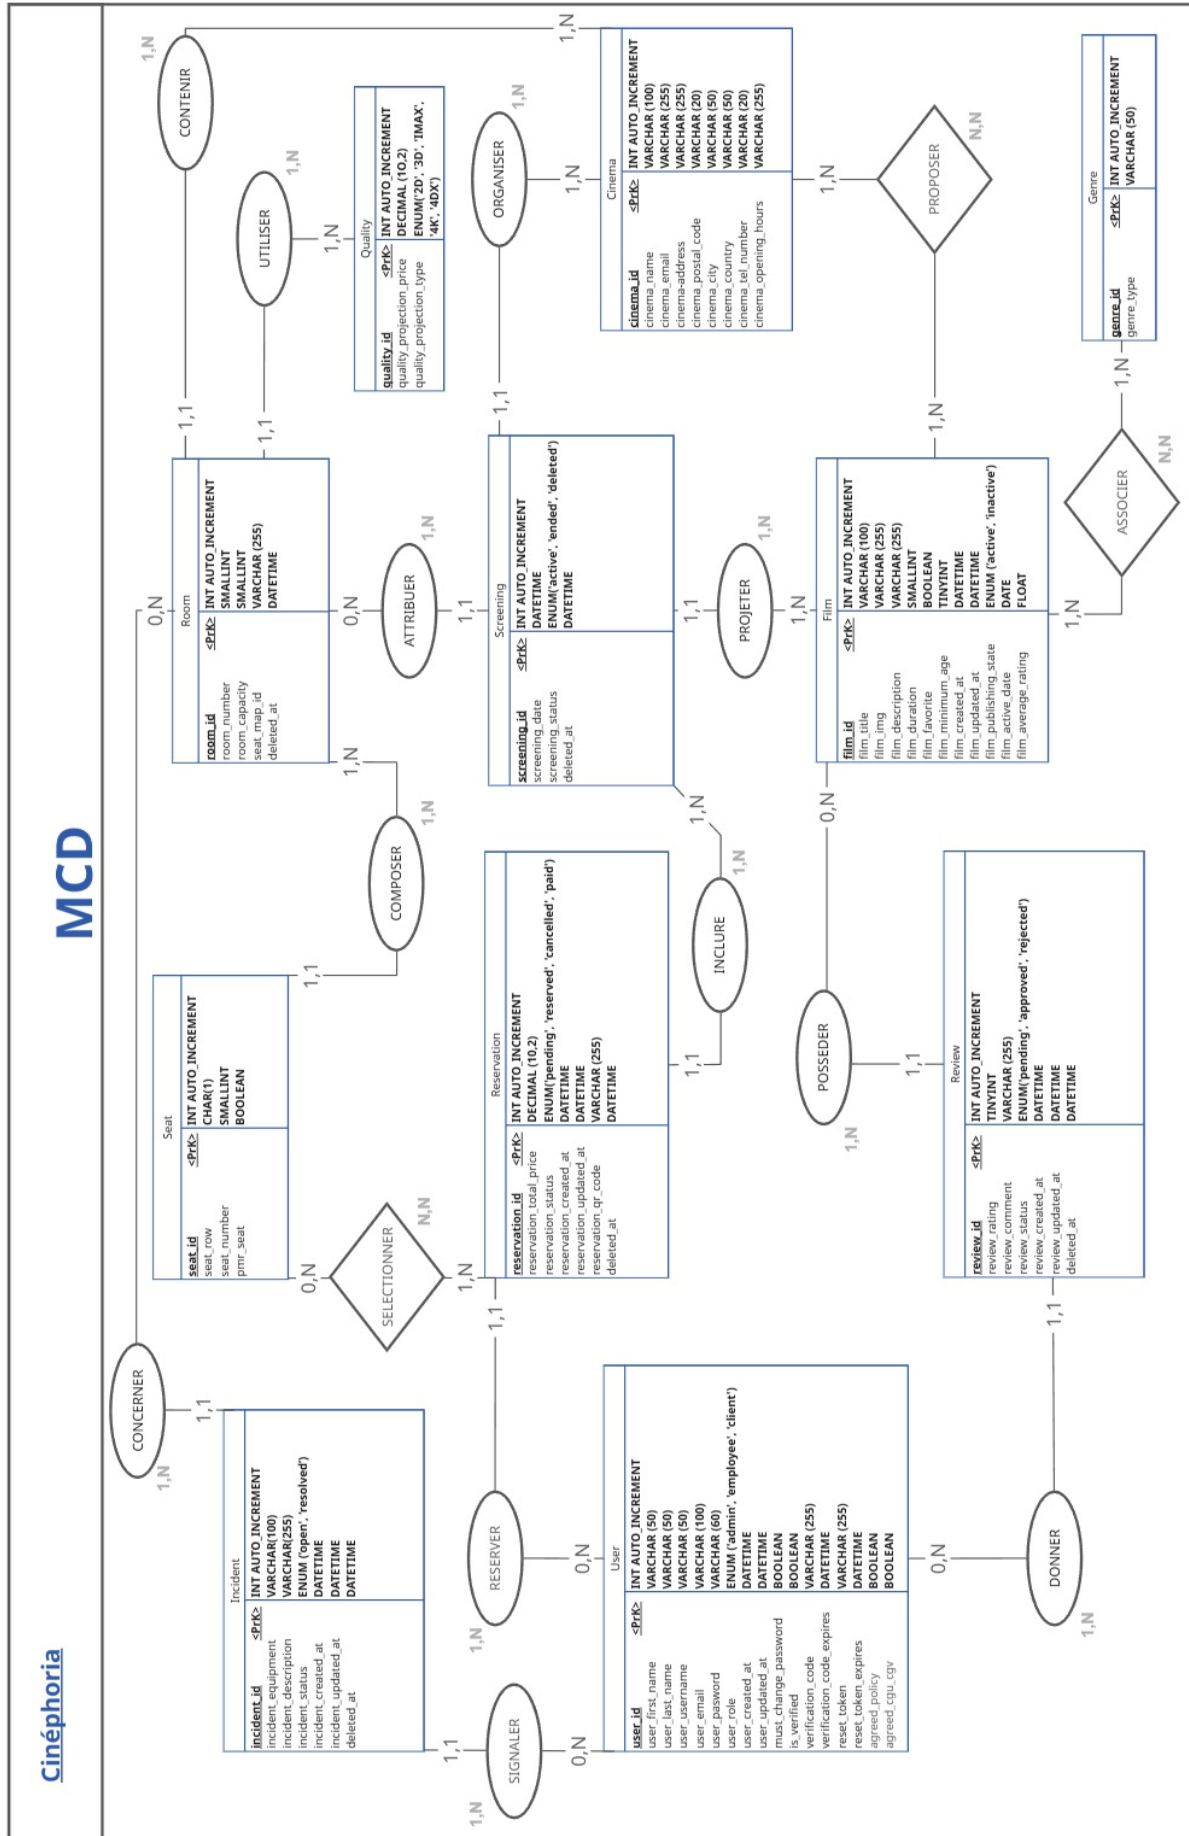 Cinéphoria
MCD
CONCERNER
1,N
1,1
0,N
CONTENIR
1,N
1,1
1,N
Incident
incident_id <PrK> INT AUTO_INCREMENT
incident_equipment VARCHAR(100)
incident_description VARCHAR(255)
incident_status ENUM ('open', 'resolved')
incident_created_at DATETIME
incident_updated_at DATETIME
deleted_at DATETIME
Seat
seat_id <PrK> INT AUTO_INCREMENT
seat_row CHAR(1)
seat_number SMALLINT
pmr_seat BOOLEAN
Room
room_id <PrK> INT AUTO_INCREMENT
room_number SMALLINT
room_capacity SMALLINT
seat_map_id VARCHAR (255)
deleted_at DATETIME
UTILISER
1,N
1,1
1,N
Quality
quality_id <PrK> INT AUTO_INCREMENT
quality_projection_price DECIMAL (10,2)
quality_projection_type ENUM('2D', '3D', 'IMAX',
'4K', '4DX')
SELECTIONNER
N,N
0,N
1,N
COMPOSER
1,N
1,1
1,N
ATTRIBUER
1,N
0,N
1,1
SIGNALER
1,N
1,1
0,N
RESERVER
1,N
1,1
0,N
Reservation
reservation_id <PrK> INT AUTO_INCREMENT
reservation_total_price DECIMAL (10,2)
reservation_status ENUM('pending', 'reserved', 'cancelled', 'paid')
reservation_created_at DATETIME
reservation_updated_at DATETIME
reservation_qr_code VARCHAR (255)
deleted_at DATETIME
Screening
screening_id <PrK> INT AUTO_INCREMENT
screening_date DATETIME
screening_status ENUM('active', 'ended', 'deleted')
deleted_at DATETIME
ORGANISER
1,N
1,1
1,N
User
user_id <PrK> INT AUTO_INCREMENT
user_first_name VARCHAR (50)
user_last_name VARCHAR (50)
user_username VARCHAR (50)
user_email VARCHAR (100)
user_pasword VARCHAR (60)
user_role ENUM ('admin', 'employee', 'client')
user_created_at DATETIME
user_updated_at DATETIME
must_change_password BOOLEAN
is_verified BOOLEAN
verification_code VARCHAR (255)
verification_code_expires DATETIME
reset_token VARCHAR (255)
reset_token_expires DATETIME
agreed_policy BOOLEAN
agreed_cgu_cgv BOOLEAN
INCLURE
1,N
1,1
1,N
PROJETER
1,N
1,1
1,N
Cinema
cinema_id <PrK> INT AUTO_INCREMENT
cinema_name VARCHAR (100)
cinema_email VARCHAR (255)
cinema-address VARCHAR (255)
cinema_postal_code VARCHAR (20)
cinema_city VARCHAR (50)
cinema_country VARCHAR (50)
cinema_tel_number VARCHAR (20)
cinema_opening_hours VARCHAR (255)
POSSEDER
1,N
0,N
1,1
Film
film_id <PrK> INT AUTO_INCREMENT
film_title VARCHAR (100)
film_img VARCHAR (255)
film_description VARCHAR (255)
film_duration SMALLINT
film_favorite BOOLEAN
film_minimum_age TINYINT
film_created_at DATETIME
film_updated_at DATETIME
film_publishing_state ENUM ('active', 'inactive')
film_active_date DATE
film_average_rating FLOAT
PROPOSER
N,N
1,N
1,N
DONNER
1,N
0,N
1,1
Review
review_id <PrK> INT AUTO_INCREMENT
review_rating TINYINT
review_comment VARCHAR (255)
review_status ENUM('pending', 'approved', 'rejected')
review_created_at DATETIME
review_updated_at DATETIME
deleted_at DATETIME
ASSOCIER
N,N
1,N
1,N
Genre
genre_id <PrK> INT AUTO_INCREMENT
genre_type VARCHAR (50)